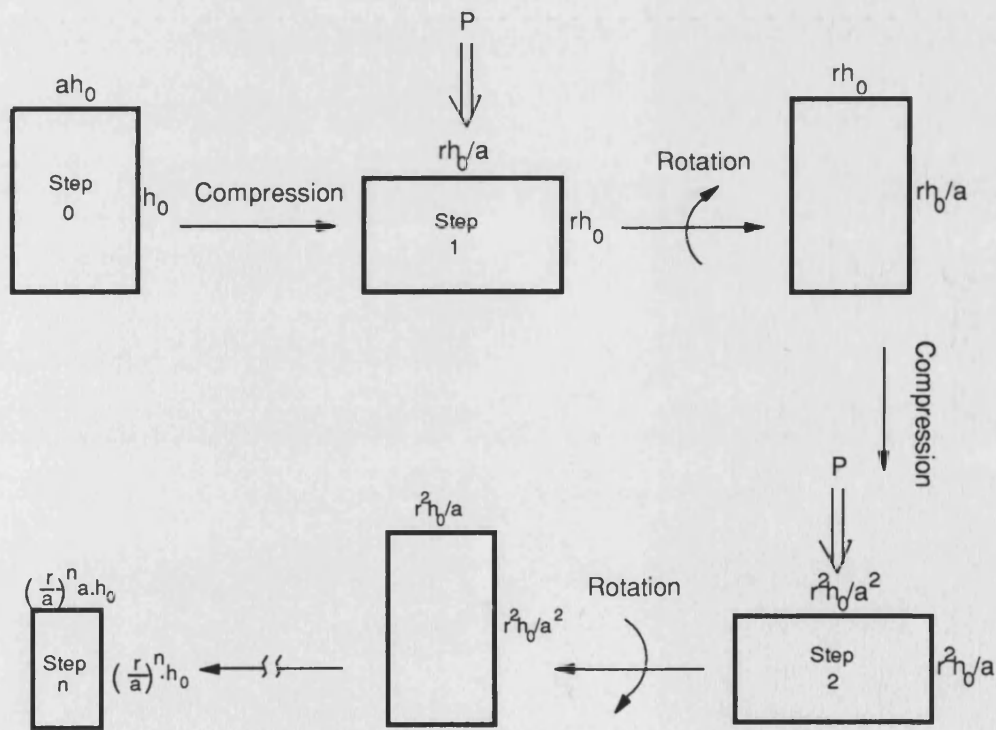 P
ah₀
Step
0
h₀
Compression
rh₀/a
Step
1
rh₀
Rotation
rh₀
rh₀/a
Compression
P
r²h₀/a²
Step
2
r²h₀/a
Rotation
r²h₀/a
r²h₀/a²
(r/a)ⁿa.h₀
Step
n
(r/a)ⁿ.h₀